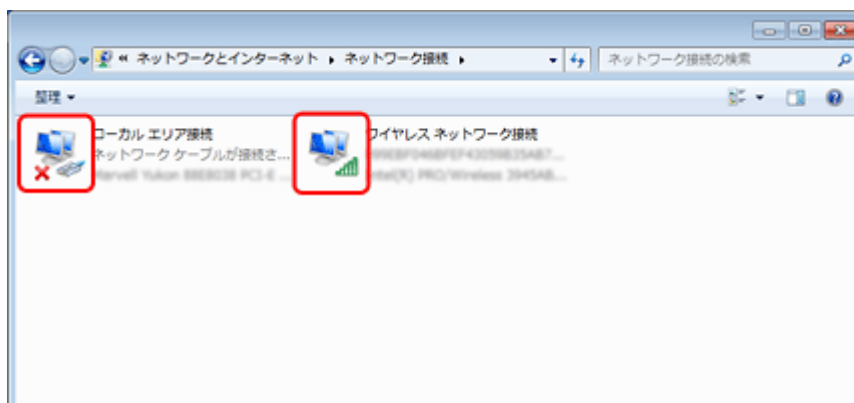 « ネットワークとインターネット ▸ ネットワーク接続 ▸
ネットワーク接続の検索
整理 ▾
ローカル エリア接続
ネットワーク ケーブルが接続さ...
Marvell Yukon 88E8038 PCI-E ...
ワイヤレス ネットワーク接続
Intel(R) PRO/Wireless 3945AB...